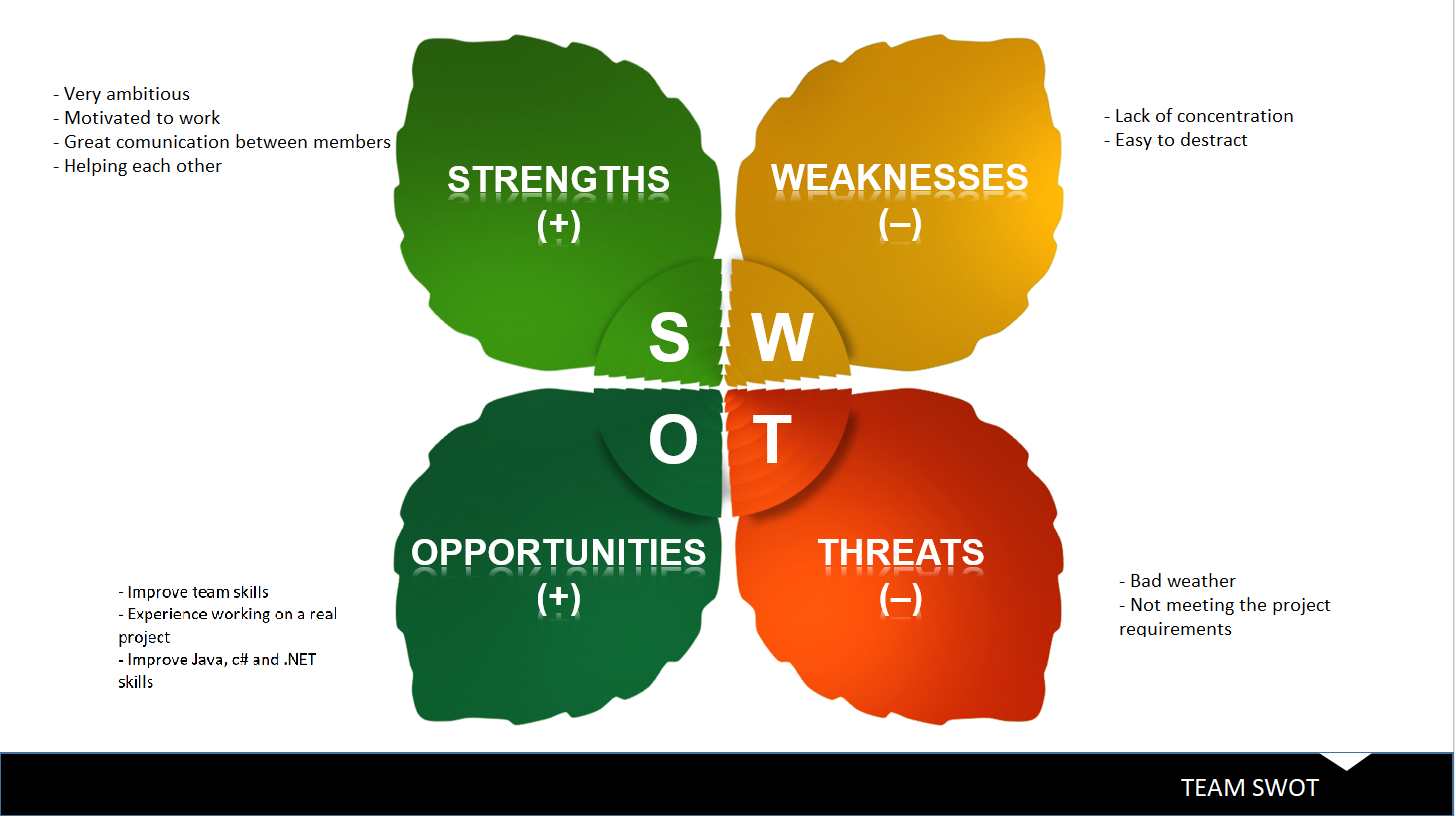 - Very ambitious
- Motivated to work
- Great comunication between members
- Helping each other
STRENGTHS
(+)
WEAKNESSES
(–)
- Lack of concentration
- Easy to destract
S
W
O
T
OPPORTUNITIES
(+)
THREATS
(–)
- Improve team skills
- Experience working on a real
project
- Improve Java, c# and .NET
skills
- Bad weather
- Not meeting the project
requirements
TEAM SWOT